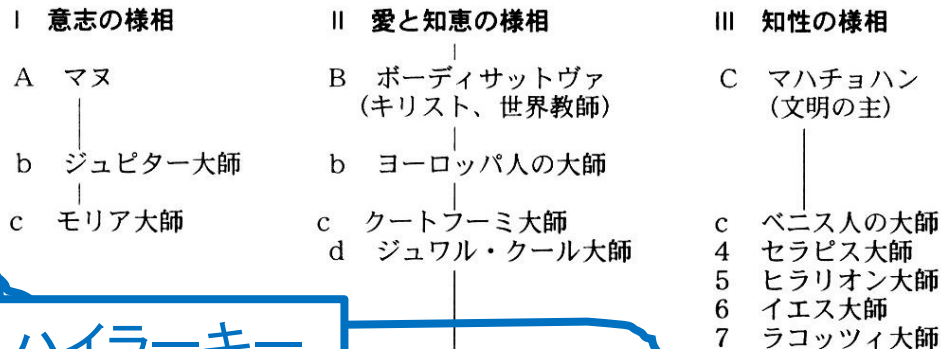 I 意志の様相
A マヌ
b ジュピター大師
c モリア大師
II 愛と知恵の様相
B ボーディサットヴァ
(キリスト、世界教師)
b ヨーロッパ人の大師
c クートフーミ大師
d ジュワル・クール大師
III 知性の様相
C マハチョハン
(文明の主)
c ベニス人の大師
4 セラピス大師
5 ヒラリオン大師
6 イエス大師
7 ラコッツィ大師
ハイラーキー